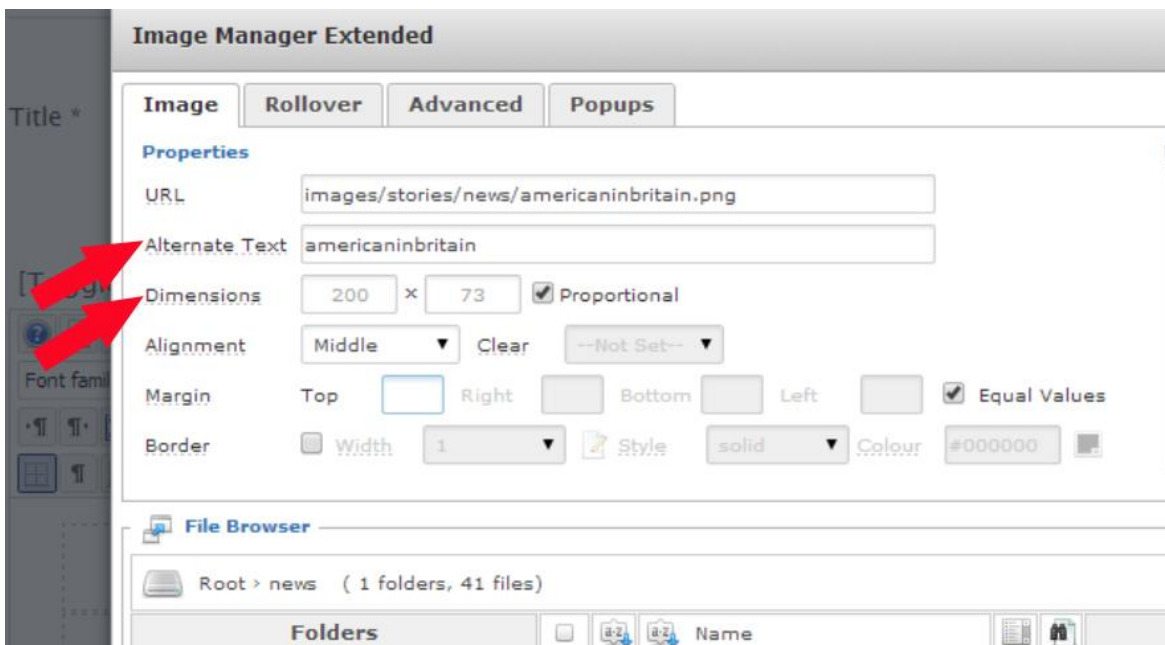 Image Manager Extended
Title *
Image Rollover Advanced Popups
Properties
URL images/stories/news/americaninbritain.png
Alternate Text americaninbritain
Dimensions 200 × 73 Proportional
Alignment Middle Clear --Not Set--
Font famil
Margin Top Right Bottom Left Equal Values
Border Width 1 Style solid Colour #000000
File Browser
Root > news ( 1 folders, 41 files)
Folders Name